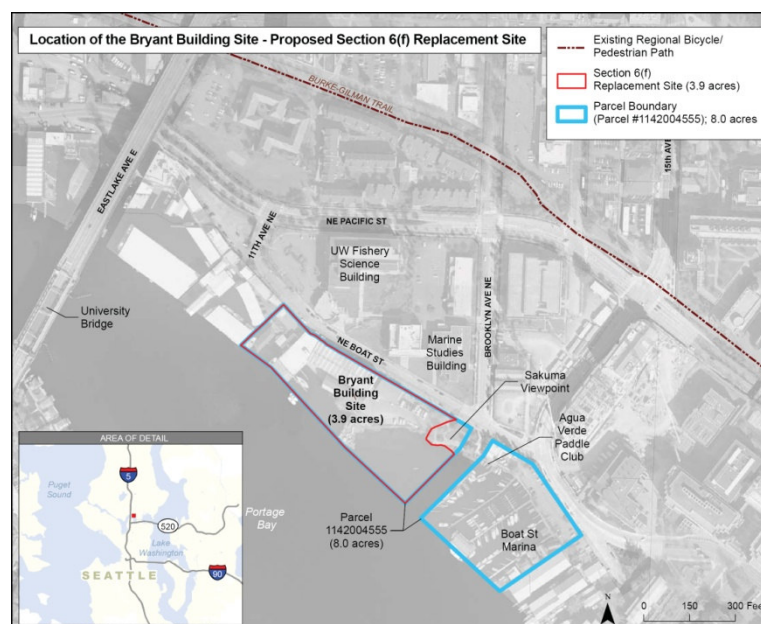 Location of the Bryant Building Site - Proposed Section 6(f) Replacement Site
Existing Regional Bicycle/
Pedestrian Path
Section 6(f)
Replacement Site (3.9 acres)
Parcel Boundary
(Parcel #1142004555); 8.0 acres
BURKE-GILMAN TRAIL
EASTLAKE AVE E
15th AVE
11TH AVE NE
NE PACIFIC ST
UW Fishery
Science
Building
University
Bridge
NE BOAT ST
Marine
Studies
Building
BROOKLYN AVE NE
Sakuma
Viewpoint
Bryant
Building
Site
(3.9 acres)
Agua
Verde
Paddle
Club
Parcel
1142004555
(8.0 acres)
Boat St
Marina
Portage
Bay
AREA OF DETAIL
5
Puget
Sound
520
Lake
Washington
SEATTLE
90
N
0 150 300 Feet